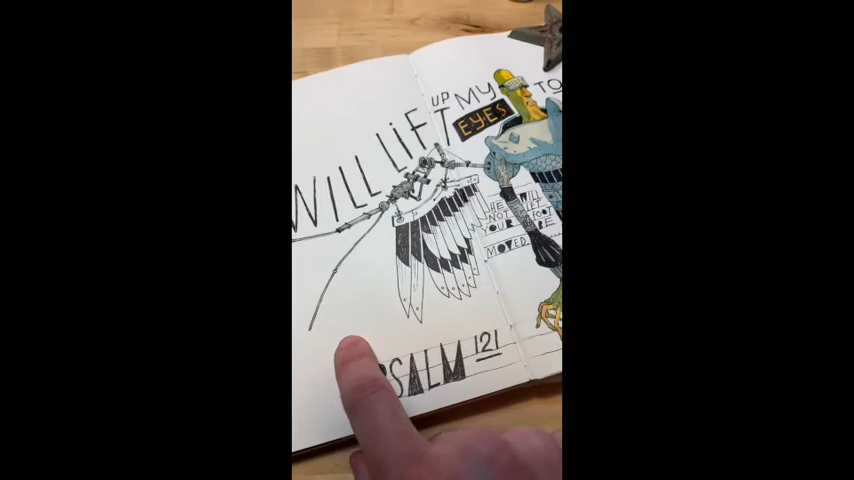 WILL LiFT UP MY EYES TO
HE WILL
NOT LET
YOUR FOOT
BE
MOVED...
PSALM 121